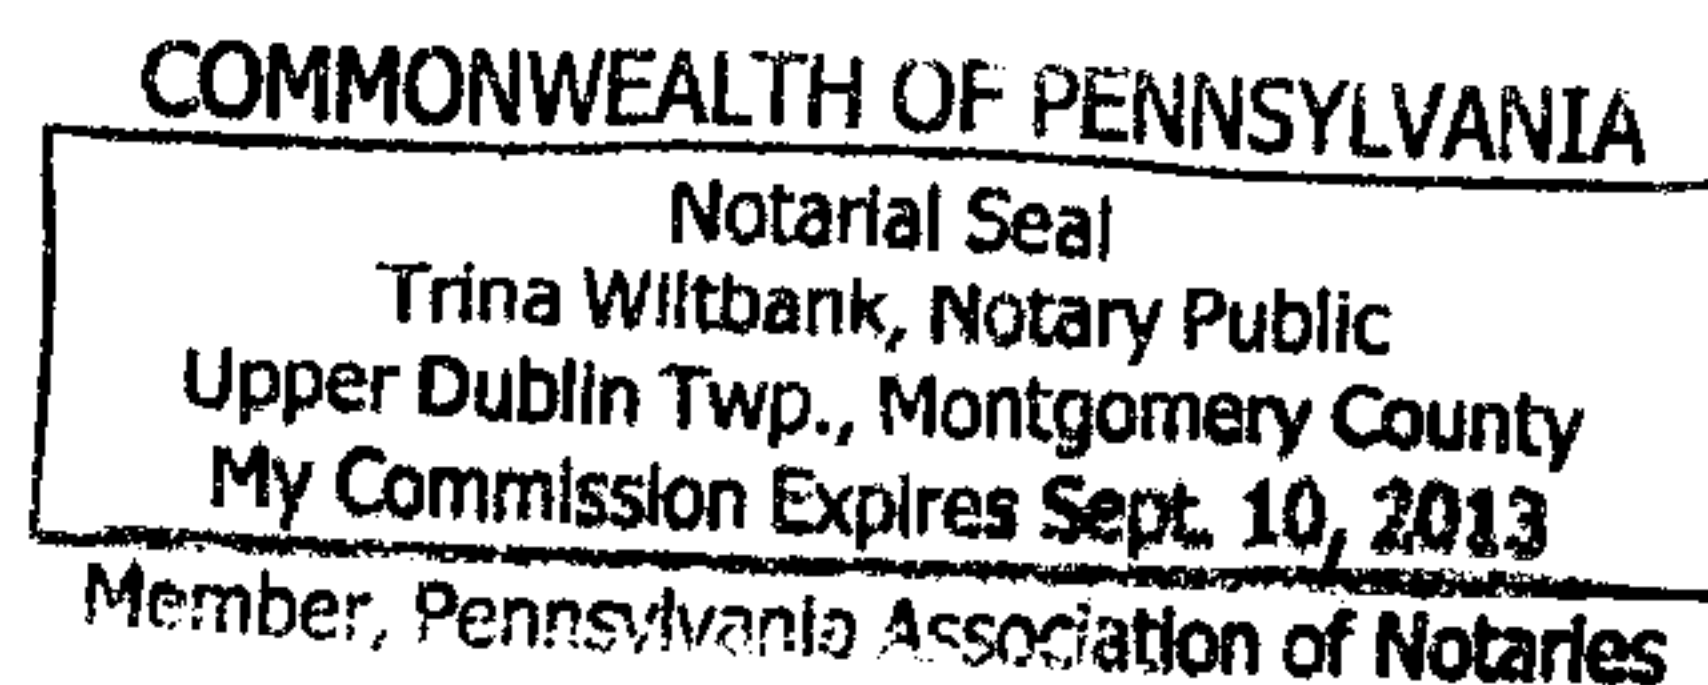 COMMONWEALTH OF PENNSYLVANIA
Notarial Seal
Trina Wiltbank, Notary Public
Upper Dublin Twp., Montgomery County
My Commission Expires Sept. 10, 2013
Member, Pennsylvania Association of Notaries